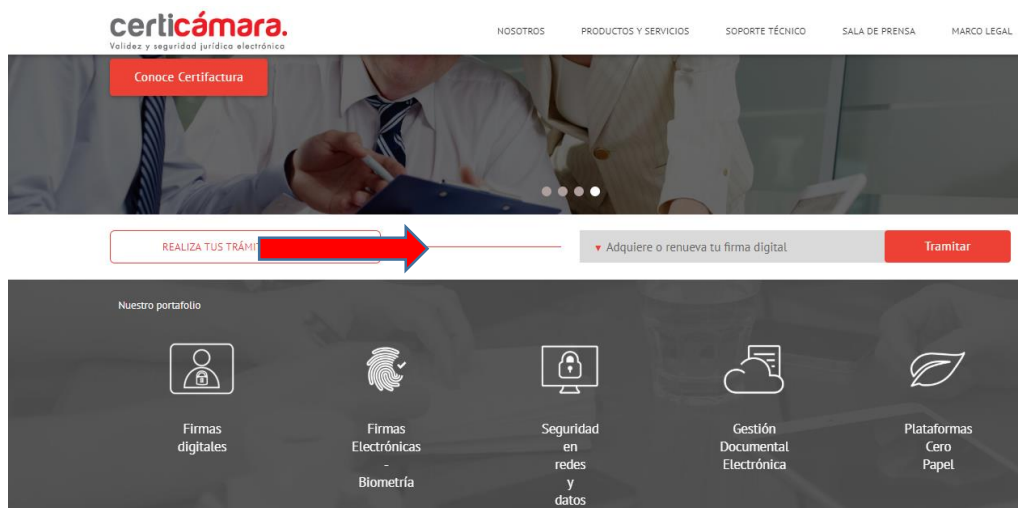 certicámara.
Validez y seguridad jurídica electrónica
NOSOTROS PRODUCTOS Y SERVICIOS SOPORTE TÉCNICO SALA DE PRENSA MARCO LEGAL
Conoce Certifactura
REALIZA TUS
▾ Adquiere o renueva tu firma digital
Tramitar
Nuestro portafolio
Firmas
digitales
Firmas
Electrónicas
-
Biometría
Seguridad
en
redes
y
datos
Gestión
Documental
Electrónica
Plataformas
Cero
Papel